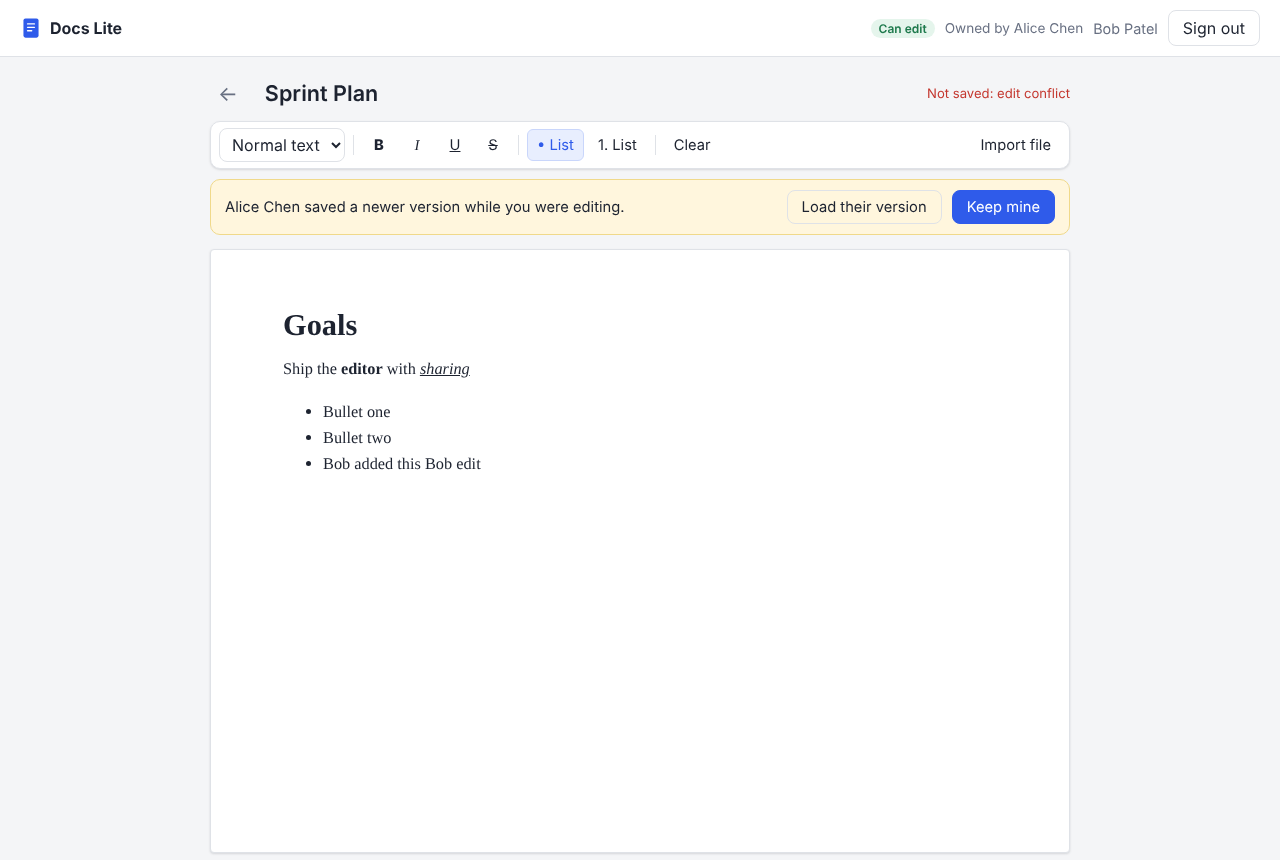 Docs Lite
Can edit Owned by Alice Chen Bob Patel Sign out
← Sprint Plan
Not saved: edit conflict
Normal text B I U S • List 1. List Clear Import file
Alice Chen saved a newer version while you were editing. Load their version Keep mine
Goals
Ship the editor with sharing
• Bullet one
• Bullet two
• Bob added this Bob edit